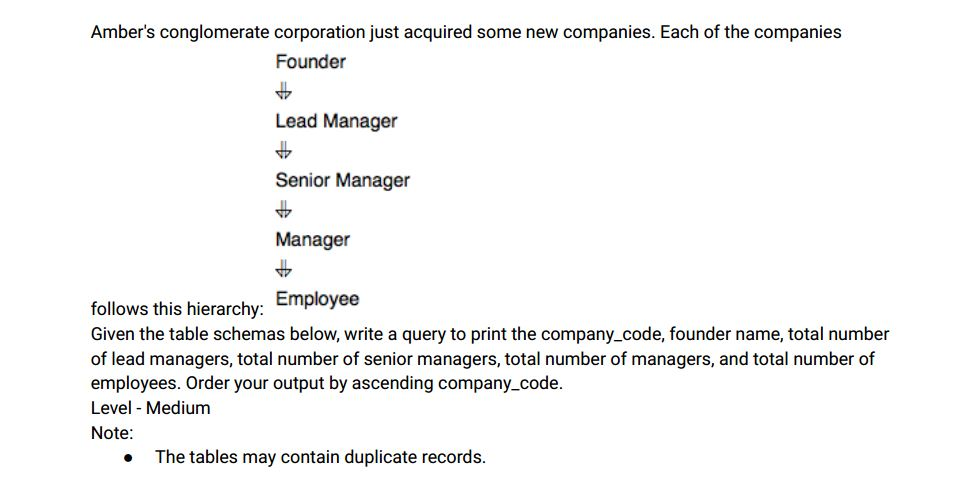 Amber's conglomerate corporation just acquired some new companies. Each of the companies
Founder
Lead Manager
Senior Manager
Manager
follows this hierarchy: Employee
Given the table schemas below, write a query to print the company_code, founder name, total number
of lead managers, total number of senior managers, total number of managers, and total number of
employees. Order your output by ascending company_code.
Level - Medium
Note:
● The tables may contain duplicate records.